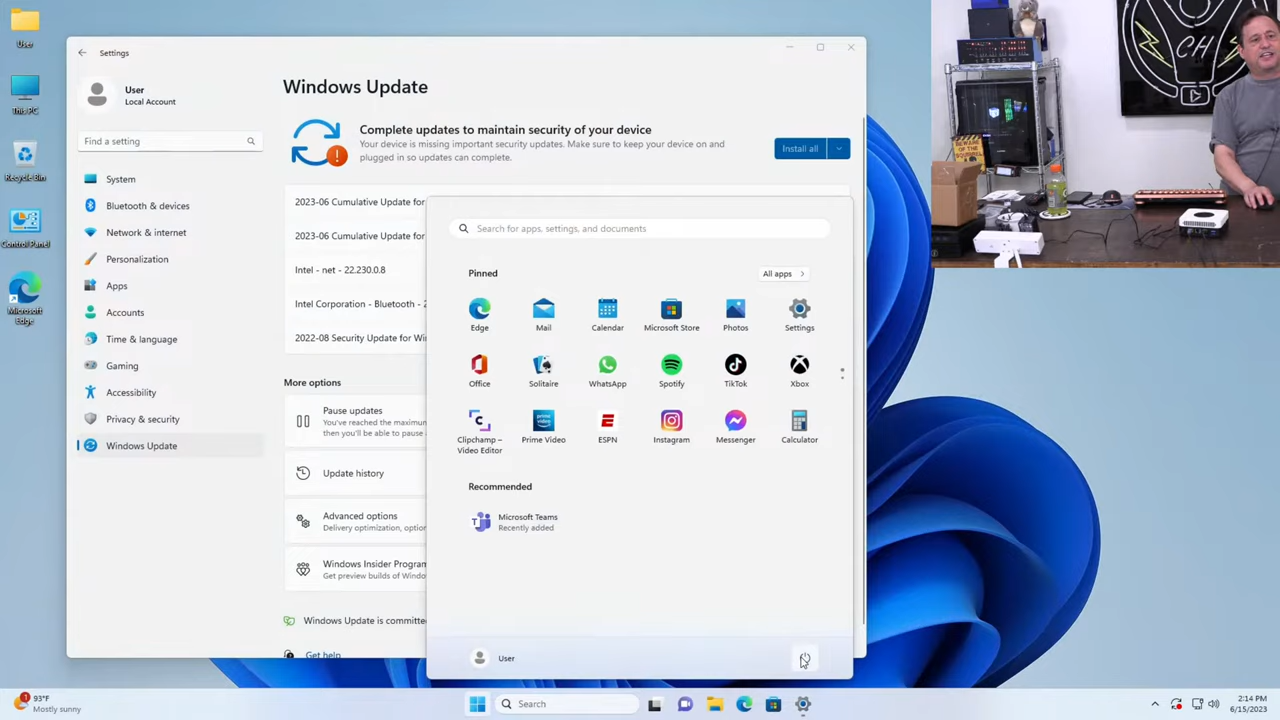 User
This PC
Recycle Bin
Control Panel
Microsoft
Edge
Settings
User
Local Account
Find a setting
System
Bluetooth & devices
Network & internet
Personalization
Apps
Accounts
Time & language
Gaming
Accessibility
Privacy & security
Windows Update
Windows Update
Complete updates to maintain security of your device
Your device is missing important security updates. Make sure to keep your device on and
plugged in so updates can complete.
Install all
2023-06 Cumulative Update for
2023-06 Cumulative Update for
Intel - net - 22.230.0.8
Intel Corporation - Bluetooth - 2
2022-08 Security Update for Wi
More options
Pause updates
You've reached the maximum
then you'll be able to pause
Update history
Advanced options
Delivery optimization, optio
Windows Insider Program
Get preview builds of Windo
Windows Update is committe
Get help
Search for apps, settings, and documents
Pinned
All apps
Edge
Mail
Calendar
Microsoft Store
Photos
Settings
Office
Solitaire
WhatsApp
Spotify
TikTok
Xbox
Clipchamp –
Video Editor
Prime Video
ESPN
Instagram
Messenger
Calculator
Recommended
Microsoft Teams
Recently added
User
CH
BEWARE
OF THE
SQUIRREL
1
93°F
Mostly sunny
Search
2:14 PM
6/15/2023